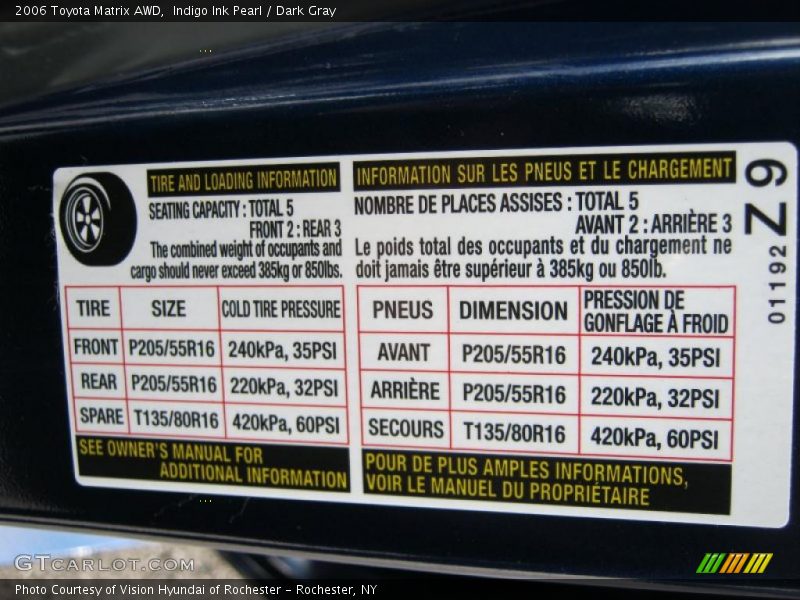 2006 Toyota Matrix AWD,  Indigo Ink Pearl / Dark Gray
TIRE AND LOADING INFORMATION
SEATING CAPACITY : TOTAL 5
FRONT 2 : REAR 3
The combined weight of occupants and
cargo should never exceed 385kg or 850lbs.
TIRE SIZE COLD TIRE PRESSURE
FRONT P205/55R16 240kPa, 35PSI
REAR P205/55R16 220kPa, 32PSI
SPARE T135/80R16 420kPa, 60PSI
SEE OWNER'S MANUAL FOR
ADDITIONAL INFORMATION
INFORMATION SUR LES PNEUS ET LE CHARGEMENT
NOMBRE DE PLACES ASSISES : TOTAL 5
AVANT 2 : ARRIÈRE 3
Le poids total des occupants et du chargement ne
doit jamais être supérieur à 385kg ou 850lb.
PNEUS DIMENSION PRESSION DE
GONFLAGE À FROID
AVANT P205/55R16 240kPa, 35PSI
ARRIÈRE P205/55R16 220kPa, 32PSI
SECOURS T135/80R16 420kPa, 60PSI
POUR DE PLUS AMPLES INFORMATIONS,
VOIR LE MANUEL DU PROPRIÉTAIRE
Z 9
01192
GTCARLOT.COM
Photo Courtesy of Vision Hyundai of Rochester - Rochester, NY